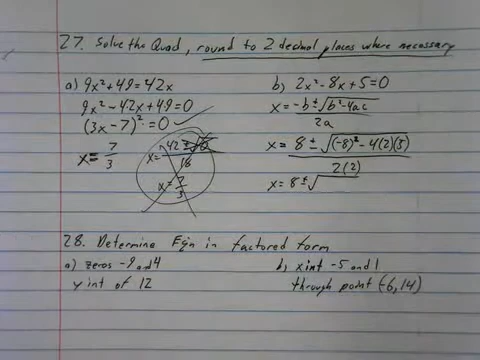 27. Solve the Quad, round to 2 decimal places where necessary
a) 9x²+49=42x
9x²-42x+49=0
(3x-7)²=0 ✓
x=7/3
x=42±√0/18
x=7/3
b) 2x²-8x+5=0
x=-b±√b²-4ac/2a
x=8±√(-8)²-4(2)(5)/2(2)
x=8±√
28. Determine Eqn in factored form
a) zeros -2 and 4
y int of 12
b) x int -5 and 1
through point (-6,14)